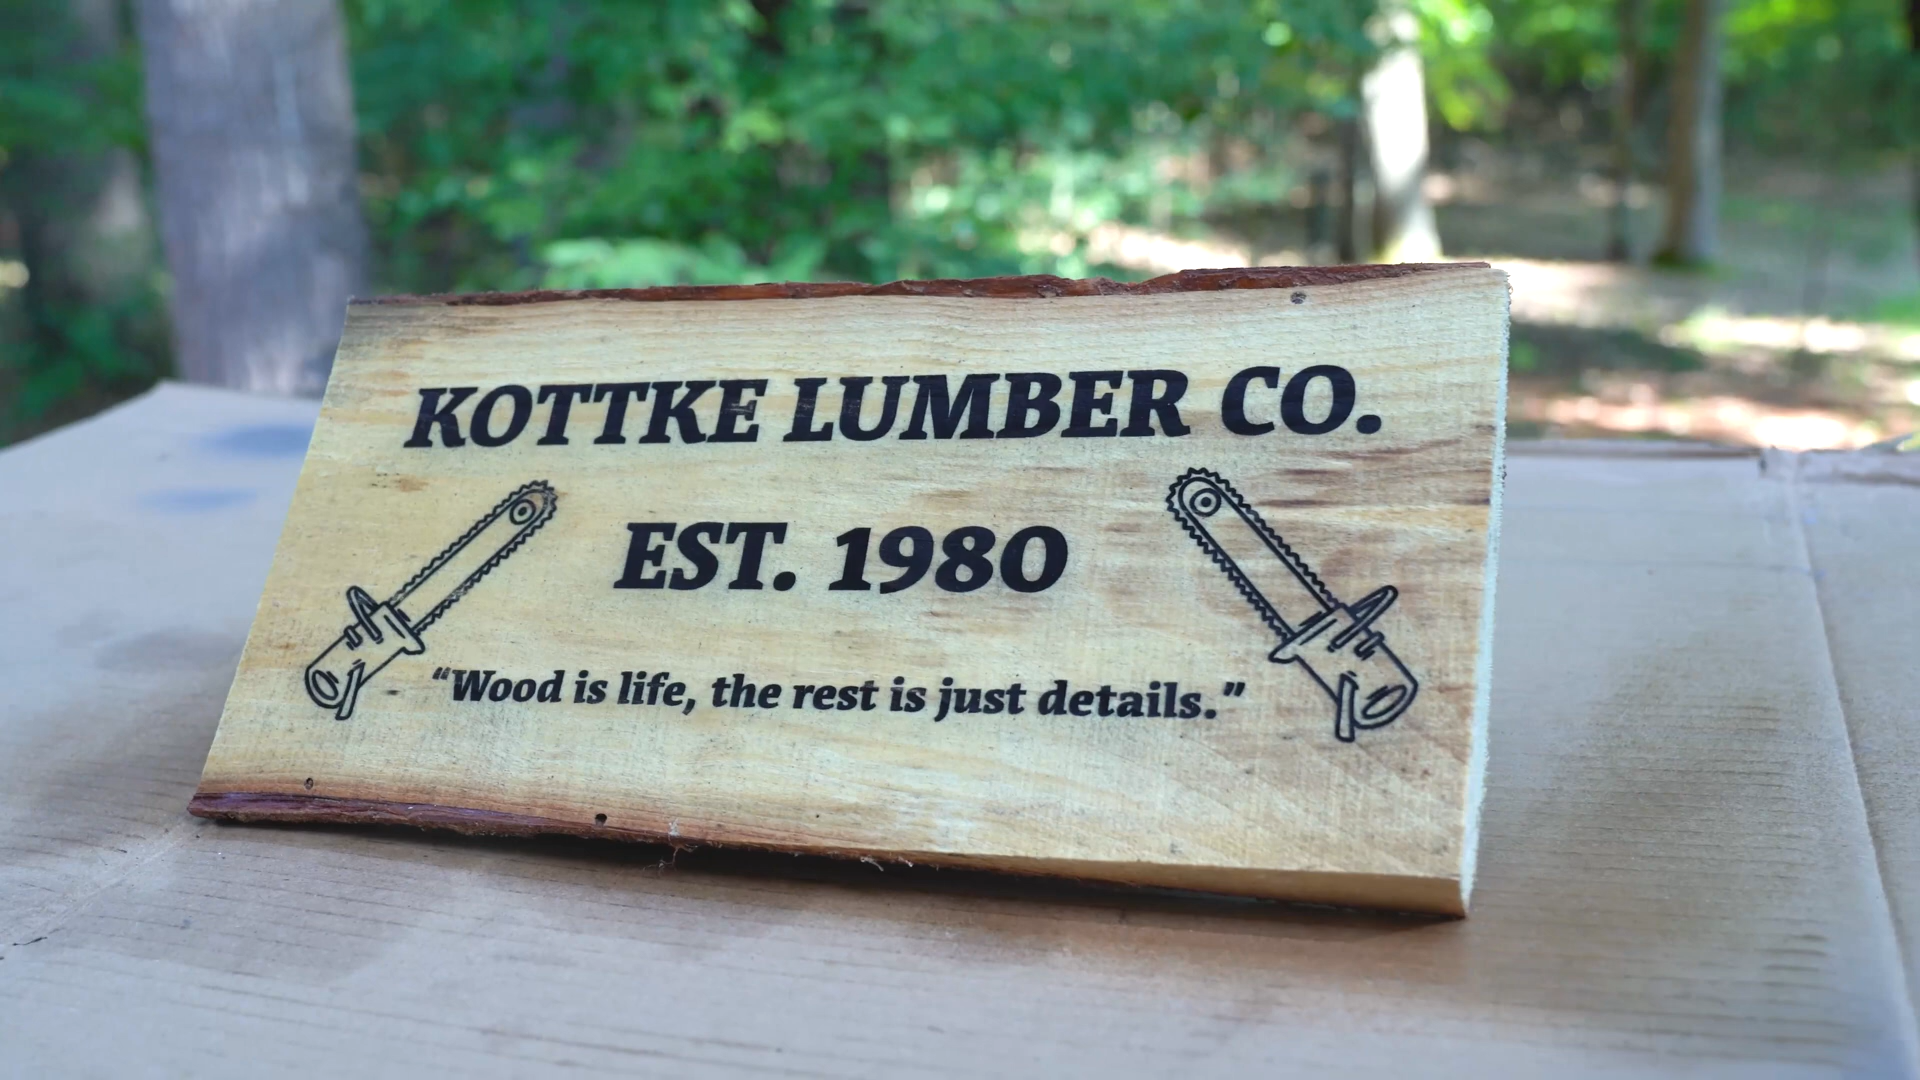 KOTTKE LUMBER CO.
EST. 1980
“Wood is life, the rest is just details.”